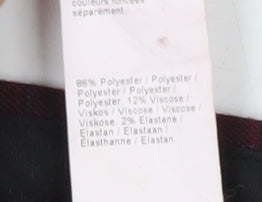 couleurs foncées
séparément.
86% Polyester / Polyester /
Polyester / Polyester /
Polyester, 12% Viscose /
Viskos / Viscose / Viscose /
Viskose, 2% Elastane /
Elastan / Elastaan /
Élasthanne / Elastan